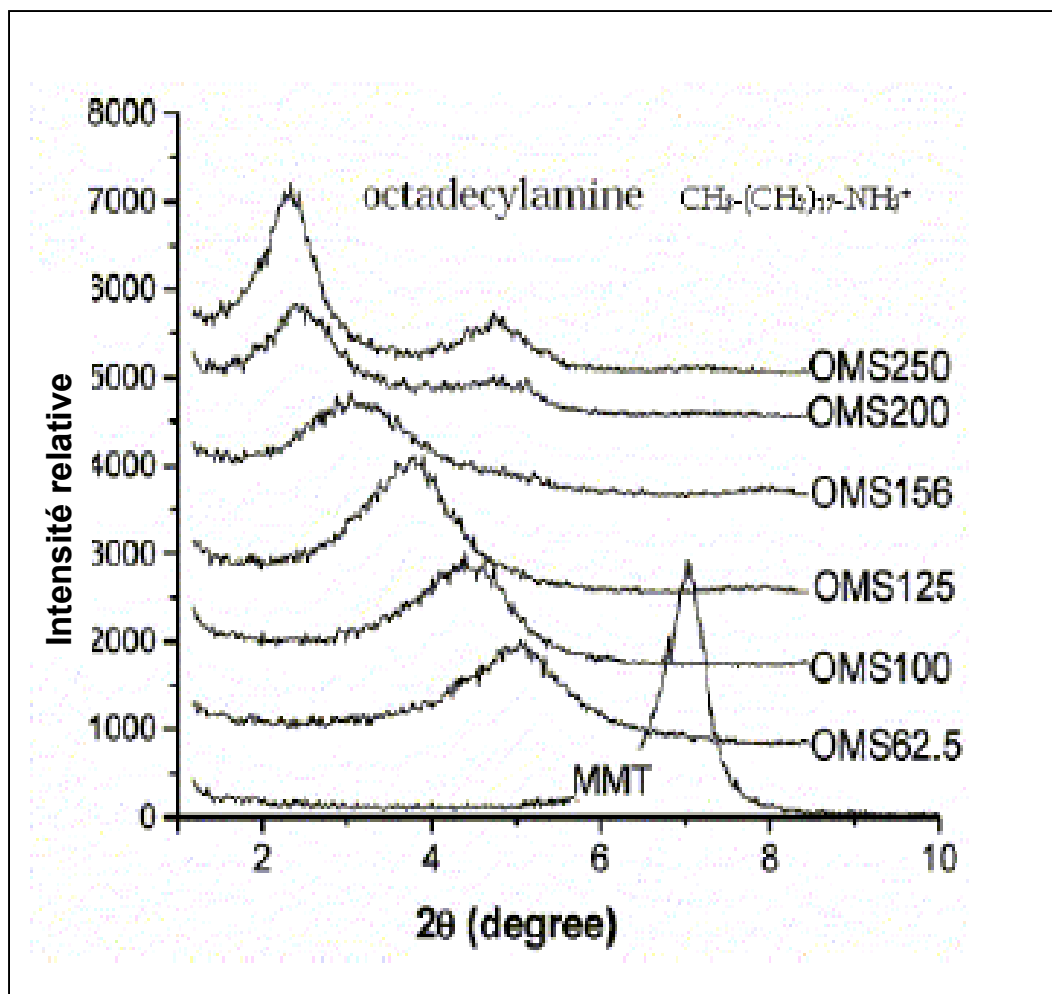 8000
7000
6000
5000
4000
3000
2000
1000
0
Intensité relative
octadecylamine CH₃-(CH₂)₁₇-NH₃⁺
OMS250
OMS200
OMS156
OMS125
OMS100
OMS62.5
MMT
2 4 6 8 10
2θ (degree)